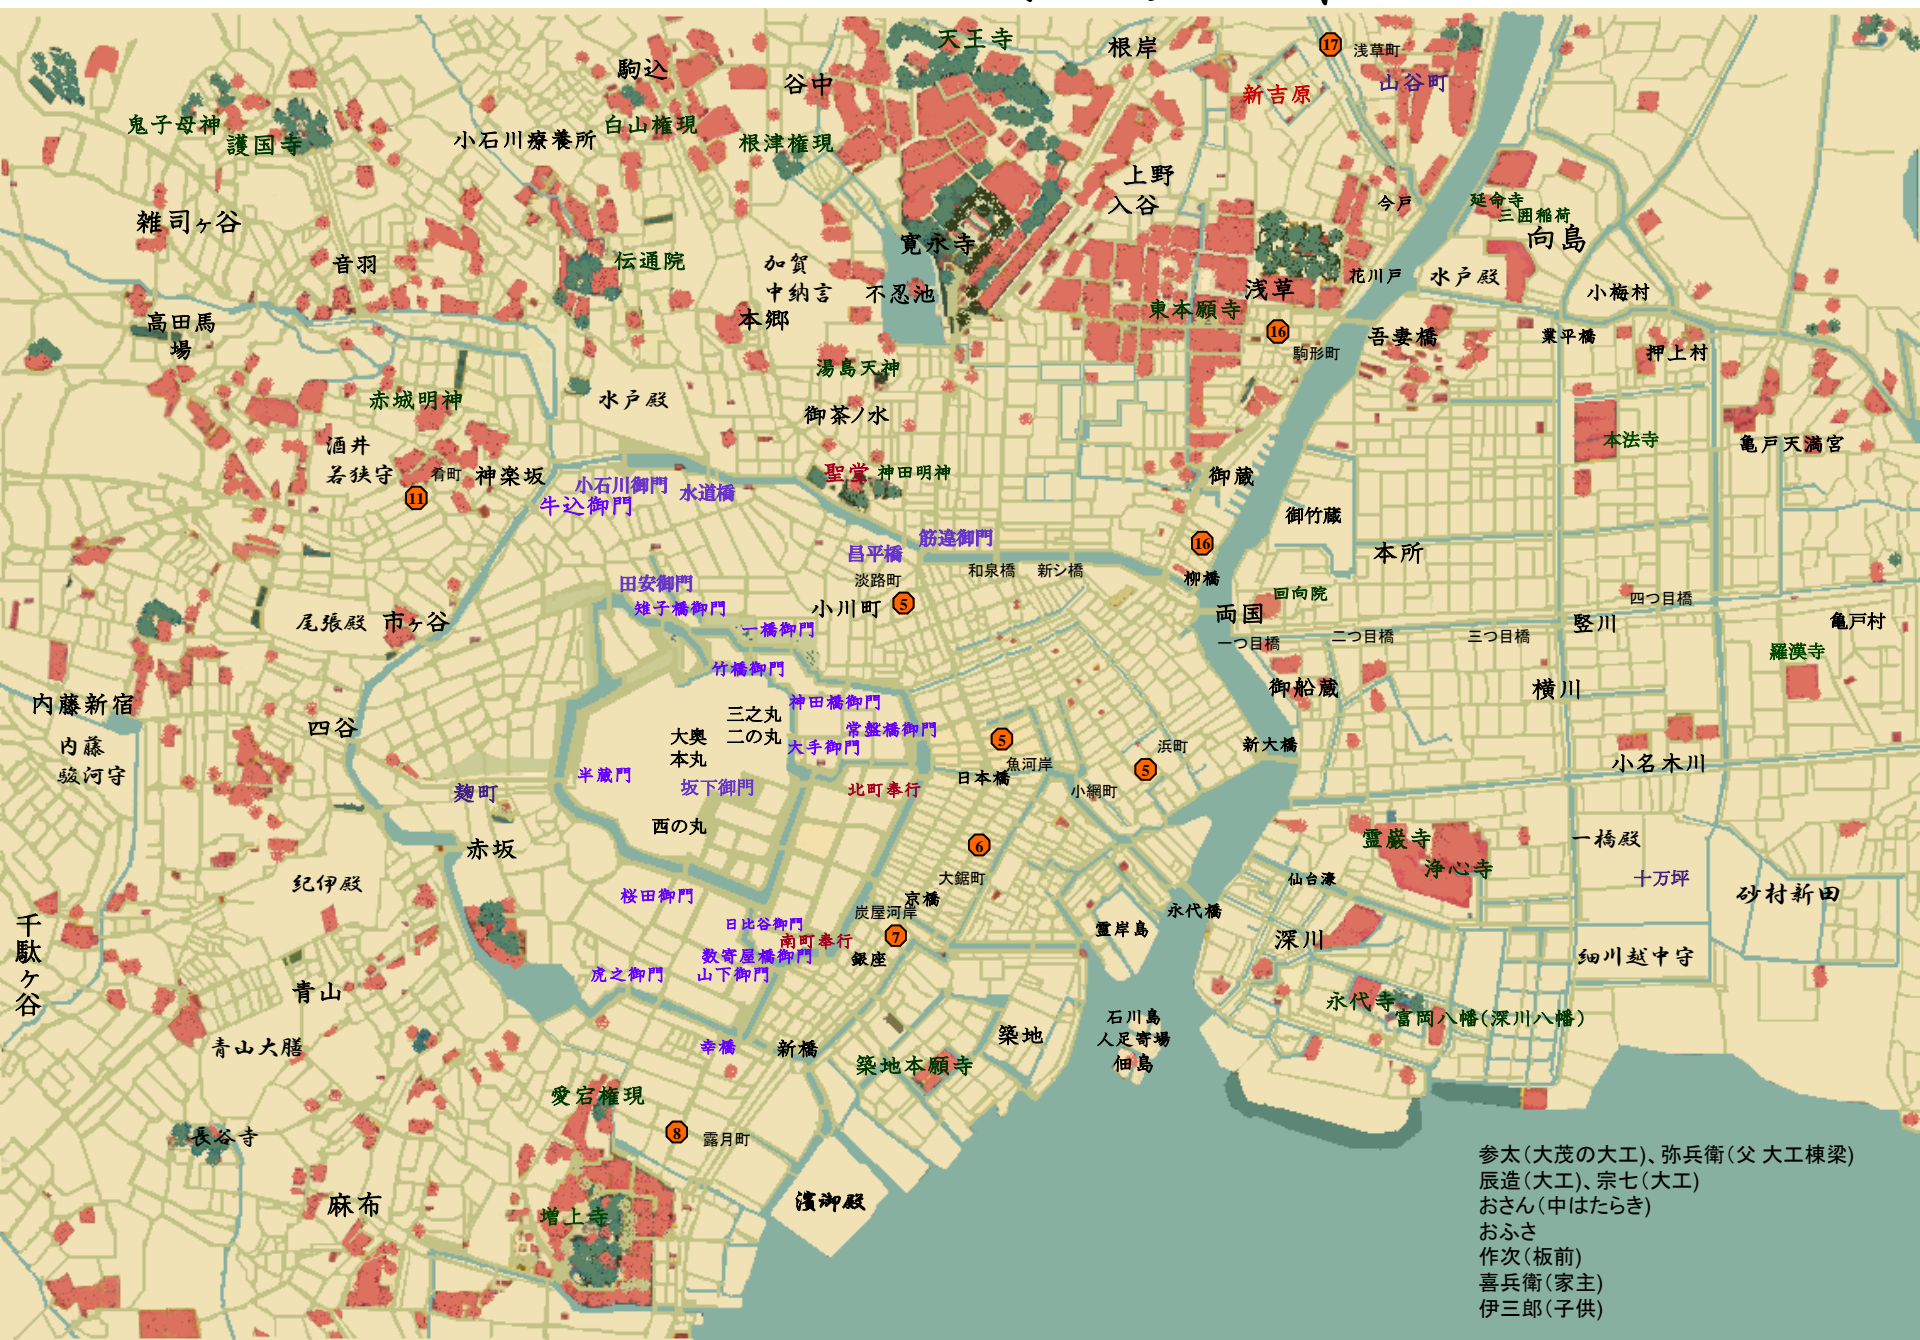 天王寺
根岸
17
浅草町
駒込
谷中
新吉原
山谷町
鬼子母神
護国寺
小石川療養所
白山権現
根津権現
上野
入谷
今戸
延命寺
三囲稲荷
向島
雑司ヶ谷
音羽
伝通院
加賀
中納言
寛永寺
不忍池
本郷
浅草
花川戸
水戸殿
小梅村
東本願寺
16
駒形町
吾妻橋
業平橋
押上村
高田馬
場
湯島天神
赤城明神
水戸殿
御茶ノ水
本法寺
亀戸天満宮
酒井
若狭守
肴町
11
神楽坂
小石川御門
牛込御門
水道橋
聖堂
神田明神
御蔵
御竹蔵
本所
昌平橋
筋違御門
和泉橋
新シ橋
16
柳橋
淡路町
5
小川町
田安御門
雉子橋御門
一橋御門
竹橋御門
尾張殿
市ヶ谷
両国
回向院
一つ目橋
二つ目橋
三つ目橋
四つ目橋
竪川
亀戸村
羅漢寺
内藤新宿
内藤
駿河守
四谷
神田橋御門
常盤橋御門
大手御門
三之丸
二の丸
大奥
本丸
坂下御門
西の丸
半蔵門
麹町
北町奉行
5
魚河岸
日本橋
浜町
5
小網町
御船蔵
新大橋
横川
小名木川
赤坂
紀伊殿
6
大鋸町
京橋
炭屋河岸
7
銀座
桜田御門
日比谷御門
南町奉行
数寄屋橋御門
山下御門
虎之御門
霊岸島
永代橋
霊巌寺
浄心寺
仙台濠
一橋殿
十万坪
砂村新田
深川
細川越中守
千駄ヶ谷
青山
青山大膳
幸橋
新橋
築地
築地本願寺
石川島
人足寄場
佃島
永代寺
富岡八幡(深川八幡)
愛宕権現
8
露月町
長谷寺
麻布
増上寺
濱御殿
参太(大茂の大工)、弥兵衛(父 大工棟梁)
辰造(大工)、宗七(大工)
おさん(中はたらき)
おふさ
作次(板前)
喜兵衛(家主)
伊三郎(子供)